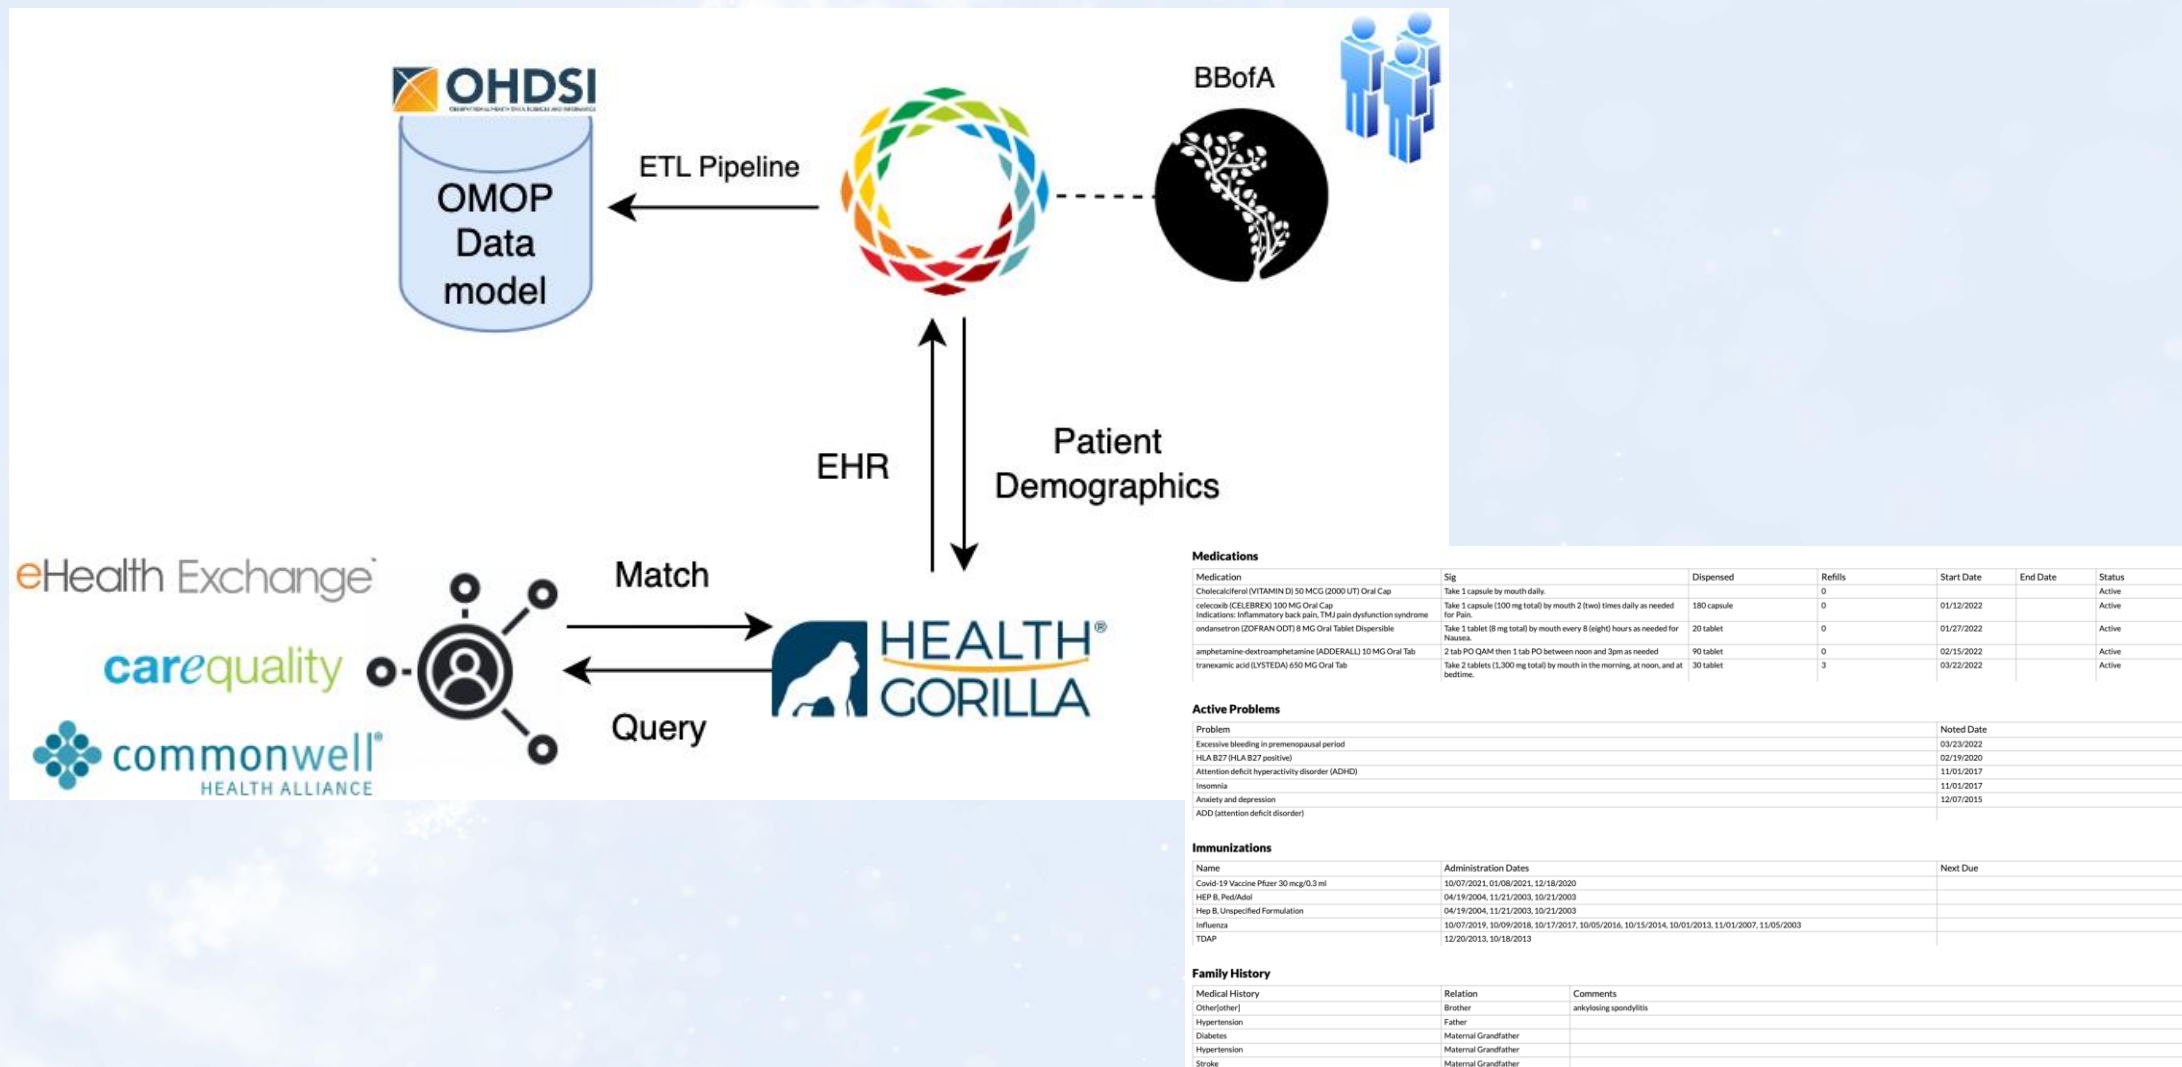 OHDSI
OBSERVATIONAL HEALTH DATA SCIENCES AND INFORMATICS
OMOP
Data
model
ETL Pipeline
BBofA
EHR
Patient
Demographics
eHealth Exchange™
carequality
commonwell®
HEALTH ALLIANCE
Match
Query
HEALTH®
GORILLA
Medications
Medication Sig Dispensed Refills Start Date End Date Status
Cholecalciferol (VITAMIN D) 50 MCG (2000 UT) Oral Cap Take 1 capsule by mouth daily. 0 Active
celecoxib (CELEBREX) 100 MG Oral Cap Take 1 capsule (100 mg total) by mouth 2 (two) times daily as needed 180 capsule 0 01/12/2022 Active
Indications: Inflammatory back pain, TMJ pain dysfunction syndrome for Pain.
ondansetron (ZOFRAN ODT) 8 MG Oral Tablet Dispersible Take 1 tablet (8 mg total) by mouth every 8 (eight) hours as needed for 20 tablet 0 01/27/2022 Active
Nausea.
amphetamine-dextroamphetamine (ADDERALL) 10 MG Oral Tab 2 tab PO QAM then 1 tab PO between noon and 3pm as needed 90 tablet 0 02/15/2022 Active
tranexamic acid (LYSTEDA) 650 MG Oral Tab Take 2 tablets (1,300 mg total) by mouth in the morning, at noon, and at 30 tablet 3 03/22/2022 Active
bedtime.
Active Problems
Problem Noted Date
Excessive bleeding in premenopausal period 03/23/2022
HLA B27 (HLA B27 positive) 02/19/2020
Attention deficit hyperactivity disorder (ADHD) 11/01/2017
Insomnia 11/01/2017
Anxiety and depression 12/07/2015
ADD (attention deficit disorder)
Immunizations
Name Administration Dates Next Due
Covid-19 Vaccine Pfizer 30 mcg/0.3 ml 10/07/2021, 01/08/2021, 12/18/2020
HEP B, Ped/Adol 04/19/2004, 11/21/2003, 10/21/2003
Hep B, Unspecified Formulation 04/19/2004, 11/21/2003, 10/21/2003
Influenza 10/07/2019, 10/09/2018, 10/17/2017, 10/05/2016, 10/15/2014, 10/01/2013, 11/01/2007, 11/05/2003
TDAP 12/20/2013, 10/18/2013
Family History
Medical History Relation Comments
Other[other] Brother ankylosing spondylitis
Hypertension Father
Diabetes Maternal Grandfather
Hypertension Maternal Grandfather
Stroke Maternal Grandfather